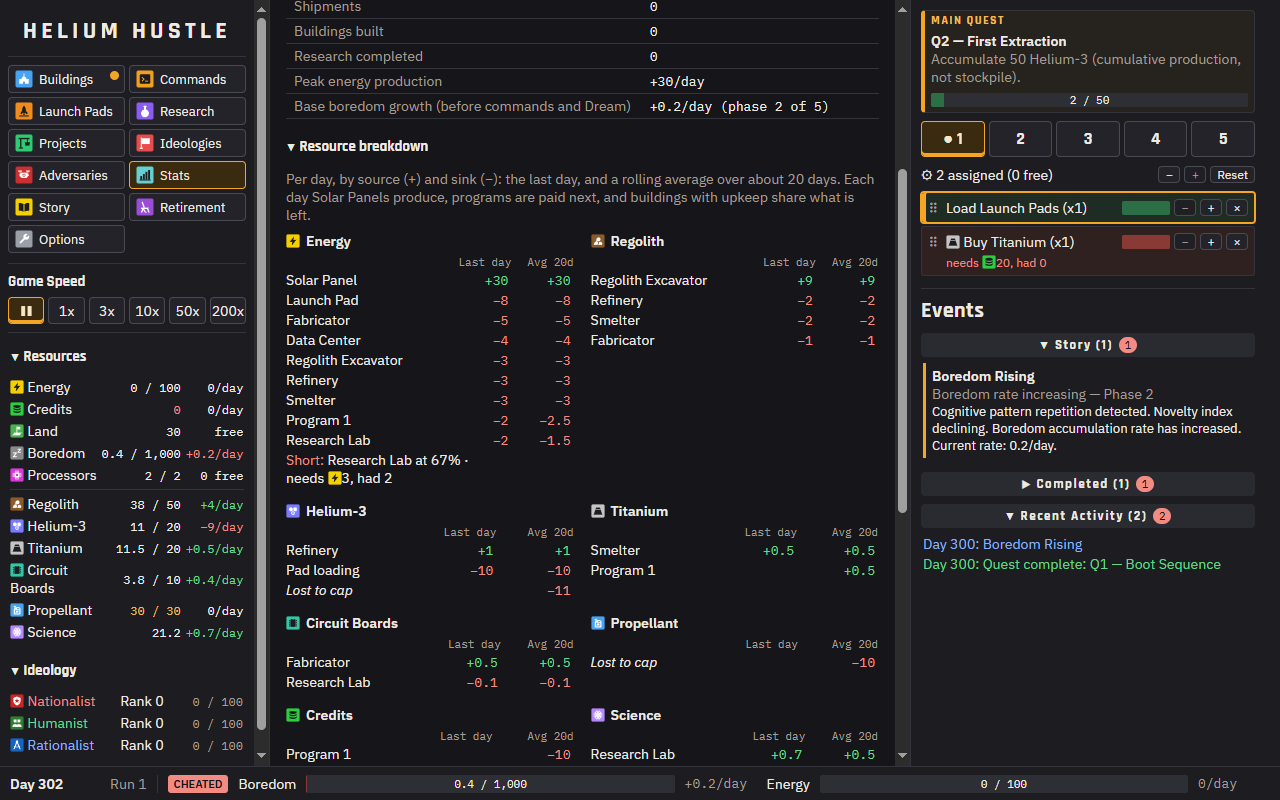 HELIUM HUSTLE
Buildings
Commands
Launch Pads
Research
Projects
Ideologies
Adversaries
Stats
Story
Retirement
Options
Game Speed
1x 3x 10x 50x 200x
▼ Resources
Energy 0 / 100 0/day
Credits 0 0/day
Land 30 free
Boredom 0.4 / 1,000 +0.2/day
Processors 2 / 2 0 free
Regolith 38 / 50 +4/day
Helium-3 11 / 20 −9/day
Titanium 11.5 / 20 +0.5/day
Circuit
Boards 3.8 / 10 +0.4/day
Propellant 30 / 30 0/day
Science 21.2 +0.7/day
▼ Ideology
Nationalist Rank 0 0 / 100
Humanist Rank 0 0 / 100
Rationalist Rank 0 0 / 100
Shipments 0
Buildings built 0
Research completed 0
Peak energy production +30/day
Base boredom growth (before commands and Dream) +0.2/day (phase 2 of 5)
▼ Resource breakdown
Per day, by source (+) and sink (−): the last day, and a rolling average over about 20 days. Each
day Solar Panels produce, programs are paid next, and buildings with upkeep share what is
left.
Energy
Last day Avg 20d
Solar Panel +30 +30
Launch Pad −8 −8
Fabricator −5 −5
Data Center −4 −4
Regolith Excavator −3 −3
Refinery −3 −3
Smelter −3 −3
Program 1 −2 −2.5
Research Lab −2 −1.5
Short: Research Lab at 67% ·
needs 3, had 2
Regolith
Last day Avg 20d
Regolith Excavator +9 +9
Refinery −2 −2
Smelter −2 −2
Fabricator −1 −1
Helium-3
Last day Avg 20d
Refinery +1 +1
Pad loading −10 −10
Lost to cap −11
Titanium
Last day Avg 20d
Smelter +0.5 +0.5
Program 1 +0.5
Circuit Boards
Last day Avg 20d
Fabricator +0.5 +0.5
Research Lab −0.1 −0.1
Propellant
Last day Avg 20d
Lost to cap −10
Credits
Last day Avg 20d
Program 1 −10
Science
Last day Avg 20d
Research Lab +0.7 +0.5
MAIN QUEST
Q2 — First Extraction
Accumulate 50 Helium-3 (cumulative production,
not stockpile).
2 / 50
● 1 2 3 4 5
⚙ 2 assigned (0 free) − + Reset
Load Launch Pads (x1) − + ×
Buy Titanium (x1) − + ×
needs 20, had 0
Events
▼ Story (1) 1
Boredom Rising
Boredom rate increasing — Phase 2
Cognitive pattern repetition detected. Novelty index
declining. Boredom accumulation rate has increased.
Current rate: 0.2/day.
▶ Completed (1) 1
▼ Recent Activity (2) 2
Day 300: Boredom Rising
Day 300: Quest complete: Q1 — Boot Sequence
Day 302 Run 1 CHEATED Boredom 0.4 / 1,000 +0.2/day Energy 0 / 100 0/day